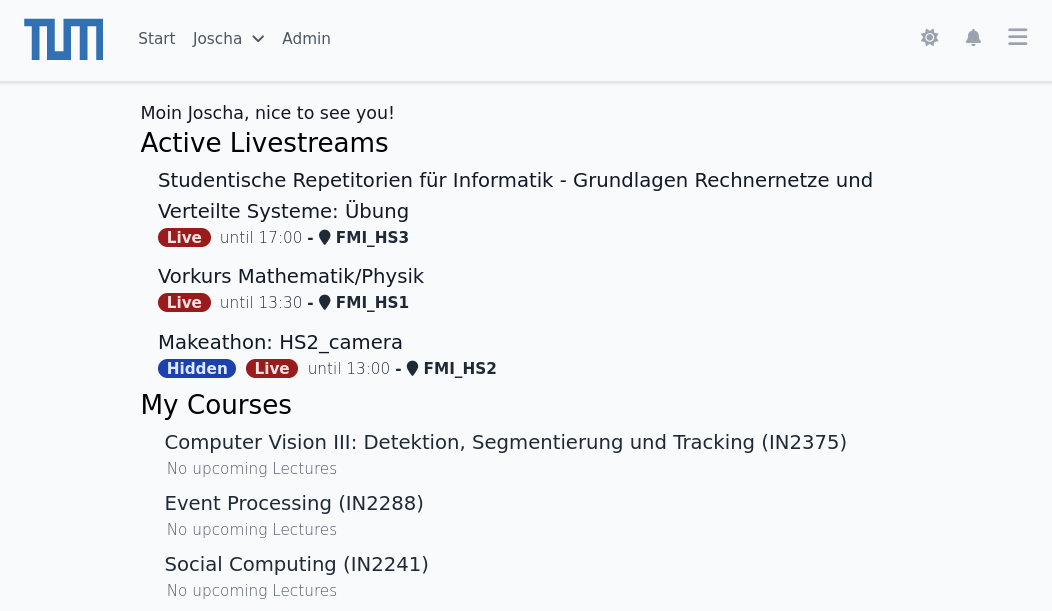 TUM
Start Joscha Admin
Moin Joscha, nice to see you!
Active Livestreams
Studentische Repetitorien für Informatik - Grundlagen Rechnernetze und
Verteilte Systeme: Übung
Live until 17:00 - FMI_HS3
Vorkurs Mathematik/Physik
Live until 13:30 - FMI_HS1
Makeathon: HS2_camera
Hidden Live until 13:00 - FMI_HS2
My Courses
Computer Vision III: Detektion, Segmentierung und Tracking (IN2375)
No upcoming Lectures
Event Processing (IN2288)
No upcoming Lectures
Social Computing (IN2241)
No upcoming Lectures